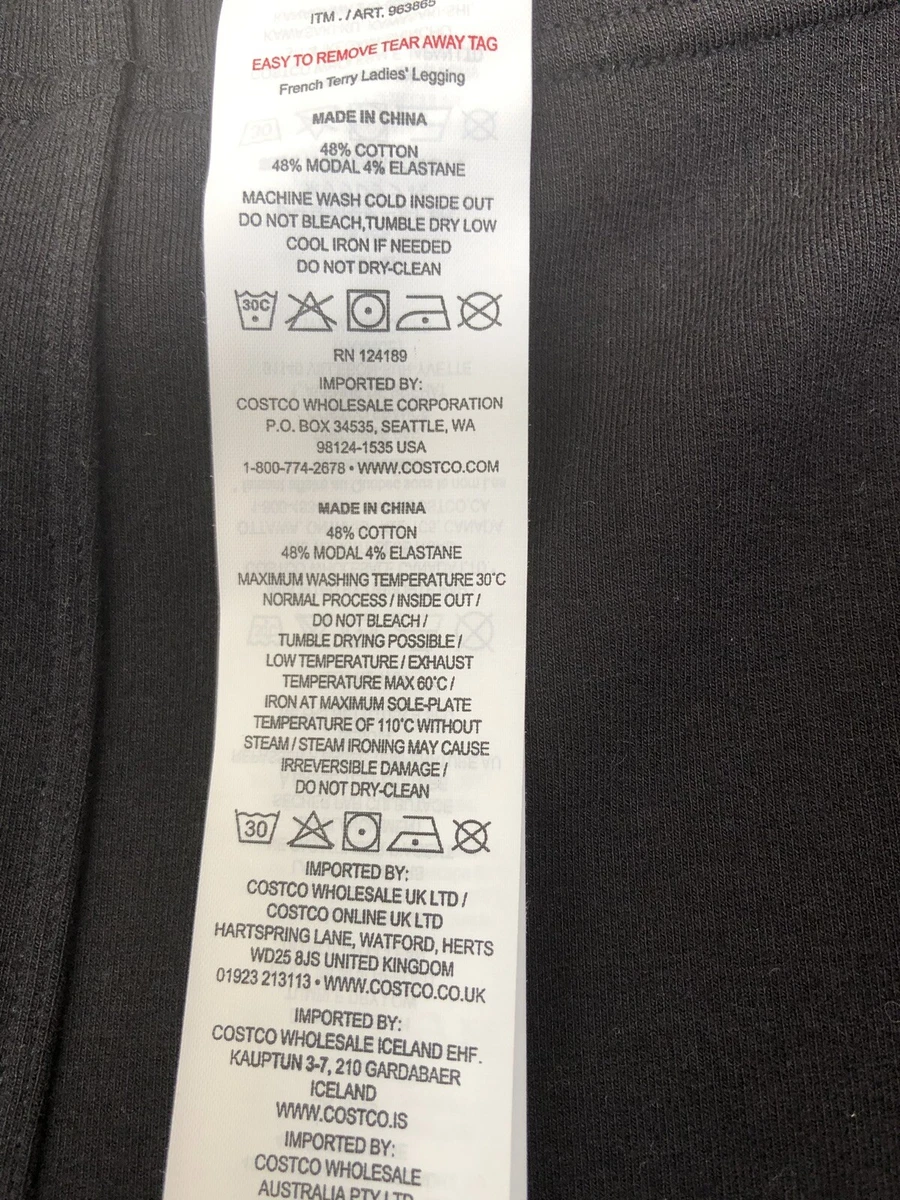 ITM . / ART. 963865
EASY TO REMOVE TEAR AWAY TAG
French Terry Ladies' Legging
MADE IN CHINA
48% COTTON
48% MODAL 4% ELASTANE
MACHINE WASH COLD INSIDE OUT
DO NOT BLEACH,TUMBLE DRY LOW
COOL IRON IF NEEDED
DO NOT DRY-CLEAN
30C
RN 124189
IMPORTED BY:
COSTCO WHOLESALE CORPORATION
P.O. BOX 34535, SEATTLE, WA
98124-1535 USA
1-800-774-2678 • WWW.COSTCO.COM
MADE IN CHINA
48% COTTON
48% MODAL 4% ELASTANE
MAXIMUM WASHING TEMPERATURE 30°C
NORMAL PROCESS / INSIDE OUT /
DO NOT BLEACH /
TUMBLE DRYING POSSIBLE /
LOW TEMPERATURE / EXHAUST
TEMPERATURE MAX 60°C /
IRON AT MAXIMUM SOLE-PLATE
TEMPERATURE OF 110°C WITHOUT
STEAM / STEAM IRONING MAY CAUSE
IRREVERSIBLE DAMAGE /
DO NOT DRY-CLEAN
30
IMPORTED BY:
COSTCO WHOLESALE UK LTD /
COSTCO ONLINE UK LTD
HARTSPRING LANE, WATFORD, HERTS
WD25 8JS UNITED KINGDOM
01923 213113 • WWW.COSTCO.CO.UK
IMPORTED BY:
COSTCO WHOLESALE ICELAND EHF.
KAUPTUN 3-7, 210 GARDABAER
ICELAND
WWW.COSTCO.IS
IMPORTED BY:
COSTCO WHOLESALE
AUSTRALIA PTY LTD